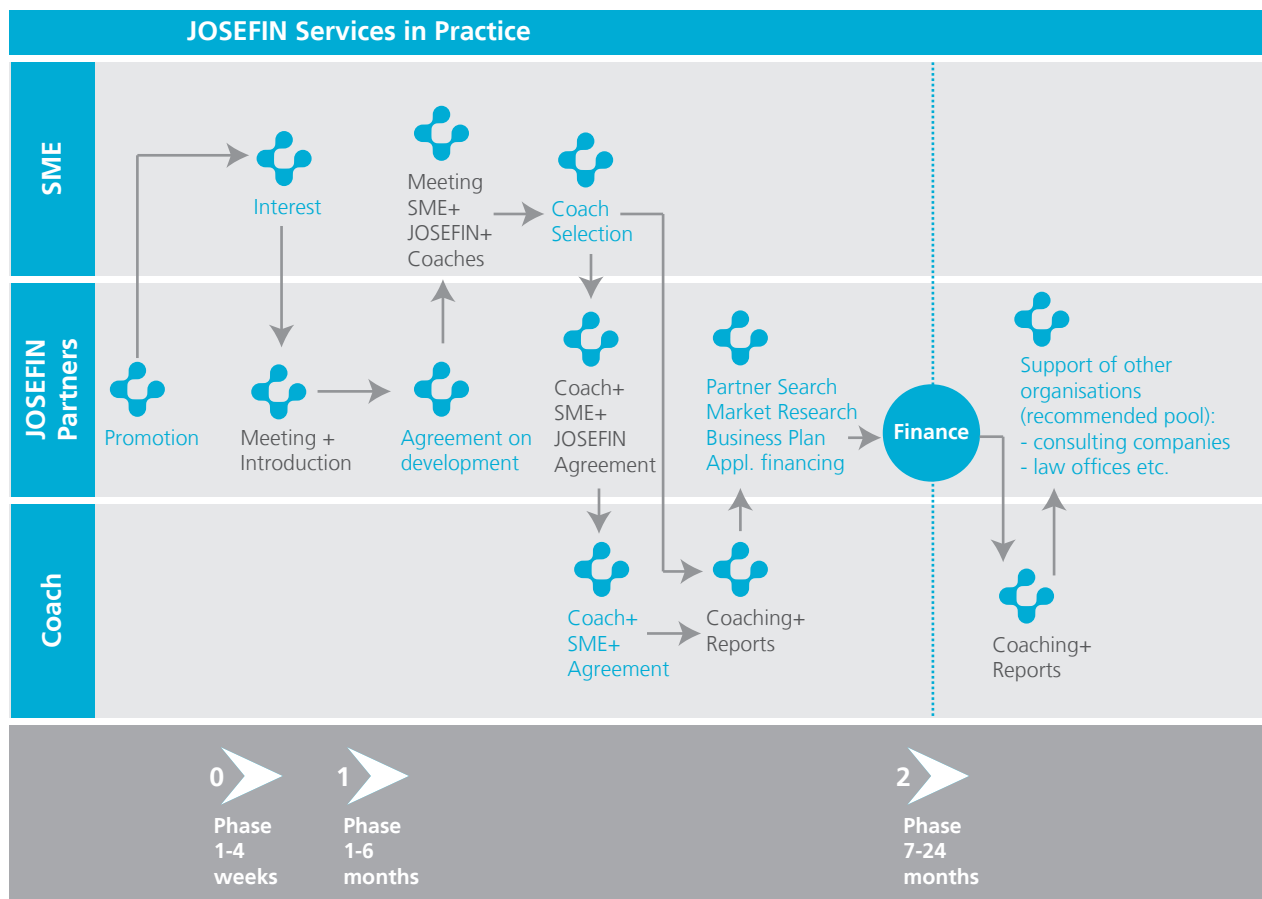 JOSEFIN Services in Practice
SME
Interest
Meeting
SME+
JOSEFIN+
Coaches
Coach
Selection
JOSEFIN
Partners
Promotion
Meeting +
Introduction
Agreement on
development
Coach+
SME+
JOSEFIN
Agreement
Partner Search
Market Research
Business Plan
Appl. financing
Finance
Support of other
organisations
(recommended pool):
- consulting companies
- law offices etc.
Coach
Coach+
SME+
Agreement
Coaching+
Reports
Coaching+
Reports
0
Phase
1-4
weeks
1
Phase
1-6
months
2
Phase
7-24
months